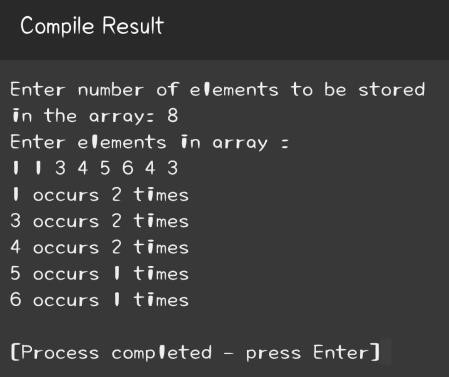 Compile Result
Enter number of elements to be stored
in the array: 8
Enter elements in array :
1 1 3 4 5 6 4 3
1 occurs 2 times
3 occurs 2 times
4 occurs 2 times
5 occurs 1 times
6 occurs 1 times
[Process completed - press Enter]